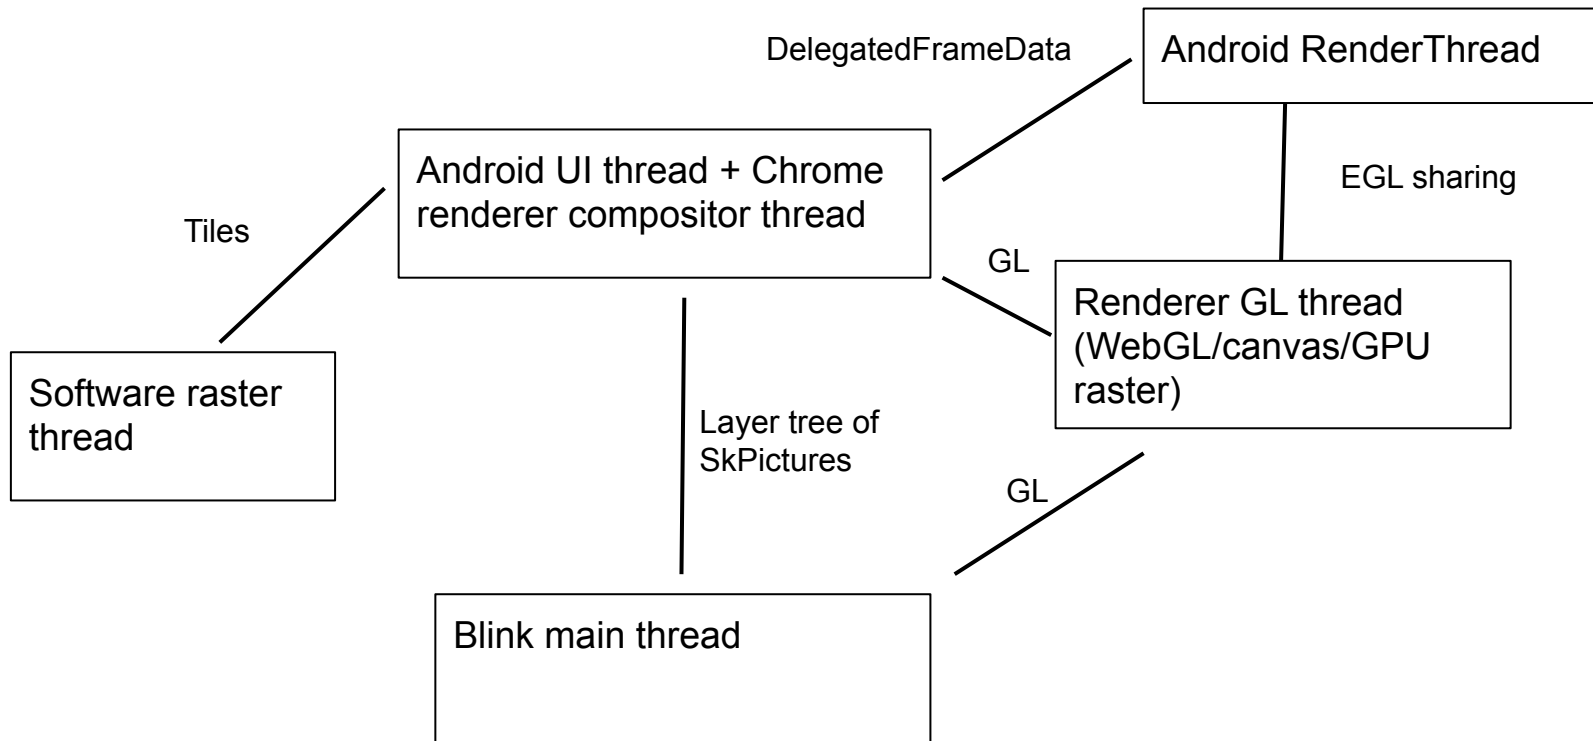 DelegatedFrameData
Android RenderThread
Android UI thread + Chrome
renderer compositor thread
EGL sharing
Tiles
GL
Renderer GL thread
(WebGL/canvas/GPU
raster)
Software raster
thread
Layer tree of
SkPictures
GL
Blink main thread